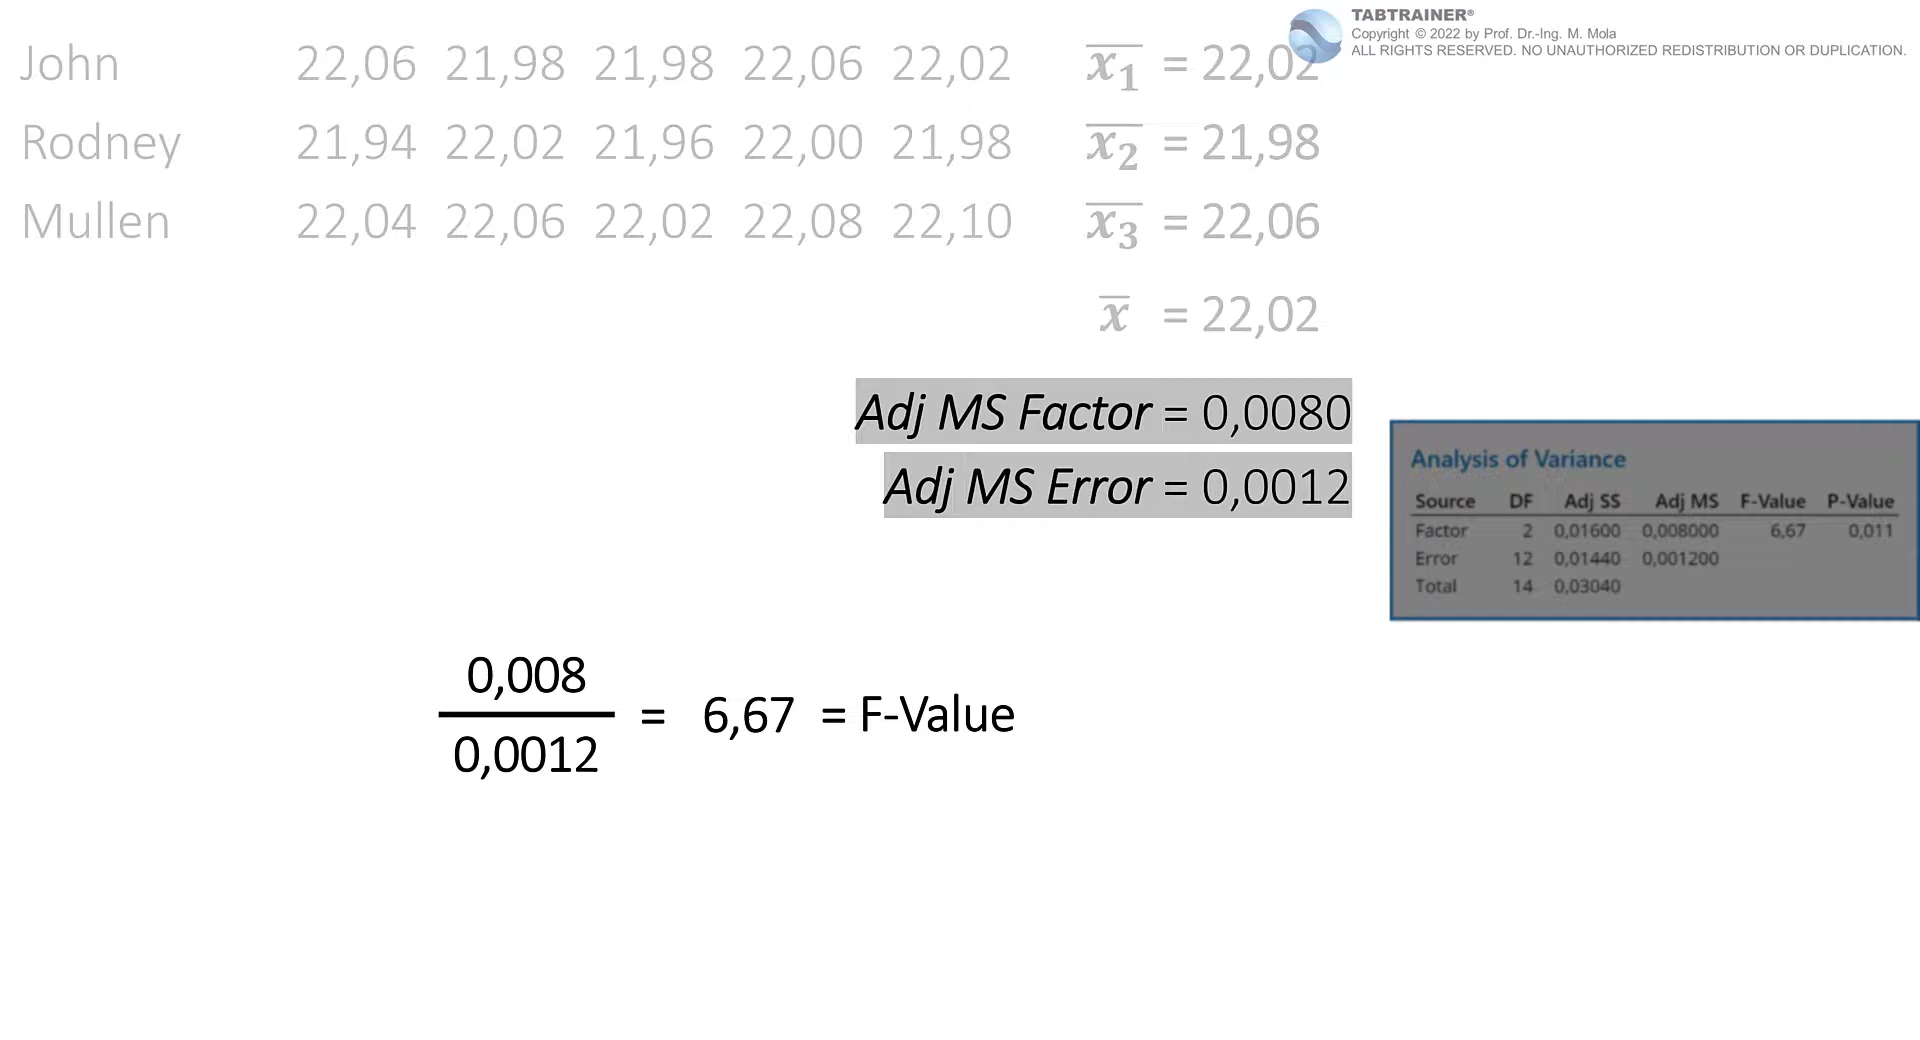 TABTRAINER®
Copyright © 2022 by Prof. Dr.-Ing. M. Mola
ALL RIGHTS RESERVED. NO UNAUTHORIZED REDISTRIBUTION OR DUPLICATION.
John 22,06 21,98 21,98 22,06 22,02 x̄₁ = 22,02
Rodney 21,94 22,02 21,96 22,00 21,98 x̄₂ = 21,98
Mullen 22,04 22,06 22,02 22,08 22,10 x̄₃ = 22,06
x̄ = 22,02
Adj MS Factor = 0,0080
Adj MS Error = 0,0012
Analysis of Variance
Source DF Adj SS Adj MS F-Value P-Value
Factor 2 0,01600 0,008000 6,67 0,011
Error 12 0,01440 0,001200
Total 14 0,03040
0,008
0,0012 = 6,67 = F-Value